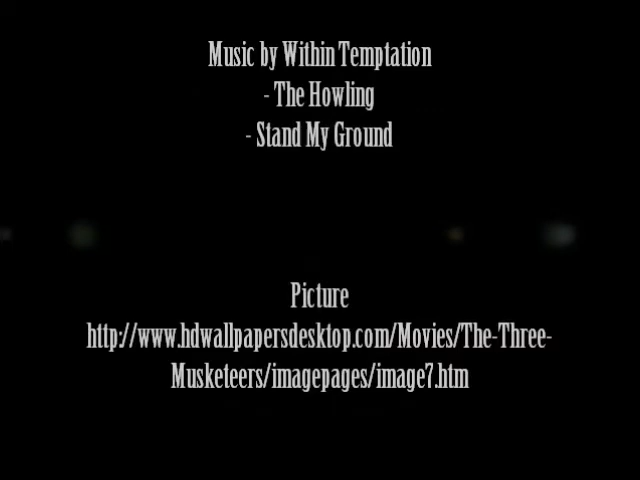 Music by Within Temptation
- The Howling
- Stand My Ground
Picture
http://www.hdwallpapersdesktop.com/Movies/The-Three-
Musketeers/imagepages/image7.htm